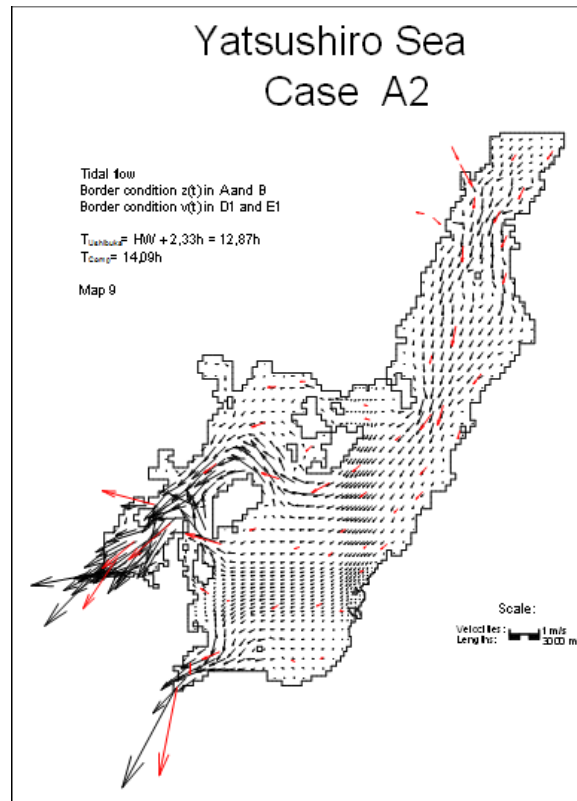 Yatsushiro Sea
Case A2
Tidal flow
Border condition z(t) in A and B
Border condition v(t) in D1 and E1
T = HW + 2,33h = 12,87h
T = 14,09h
Map 9
Scale:
Velocities: 1 m/s
Lengths: 3000 m